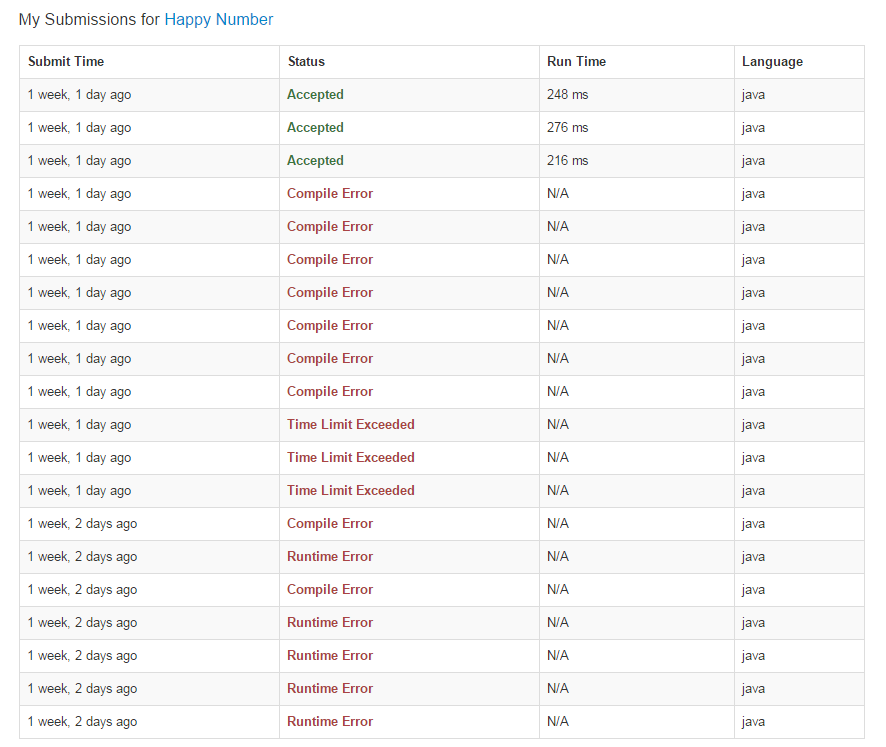 My Submissions for Happy Number
Submit Time Status Run Time Language
1 week, 1 day ago Accepted 248 ms java
1 week, 1 day ago Accepted 276 ms java
1 week, 1 day ago Accepted 216 ms java
1 week, 1 day ago Compile Error N/A java
1 week, 1 day ago Compile Error N/A java
1 week, 1 day ago Compile Error N/A java
1 week, 1 day ago Compile Error N/A java
1 week, 1 day ago Compile Error N/A java
1 week, 1 day ago Compile Error N/A java
1 week, 1 day ago Compile Error N/A java
1 week, 1 day ago Time Limit Exceeded N/A java
1 week, 1 day ago Time Limit Exceeded N/A java
1 week, 1 day ago Time Limit Exceeded N/A java
1 week, 2 days ago Compile Error N/A java
1 week, 2 days ago Runtime Error N/A java
1 week, 2 days ago Compile Error N/A java
1 week, 2 days ago Runtime Error N/A java
1 week, 2 days ago Runtime Error N/A java
1 week, 2 days ago Runtime Error N/A java
1 week, 2 days ago Runtime Error N/A java